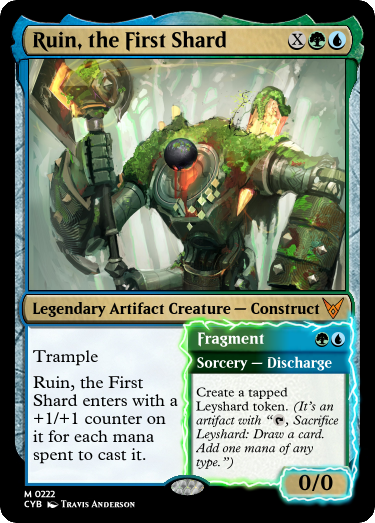 Ruin, the First Shard X
Legendary Artifact Creature — Construct
Trample
Ruin, the First
Shard enters with a
+1/+1 counter on
it for each mana
spent to cast it.
Fragment
Sorcery — Discharge
Create a tapped
Leyshard token. (It's an
artifact with “, Sacrifice
Leyshard: Draw a card.
Add one mana of any
type.”)
0/0
M 0222
CYB Travis Anderson